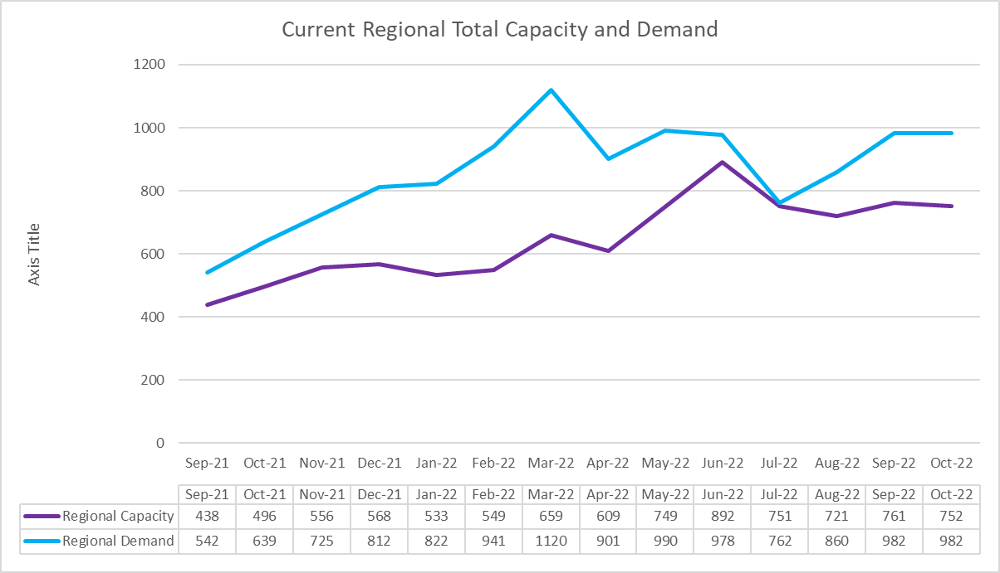 Current Regional Total Capacity and Demand
1200
1000
800
600
400
200
0
Axis Title
Sep-21 Oct-21 Nov-21 Dec-21 Jan-22 Feb-22 Mar-22 Apr-22 May-22 Jun-22 Jul-22 Aug-22 Sep-22 Oct-22
Sep-21 Oct-21 Nov-21 Dec-21 Jan-22 Feb-22 Mar-22 Apr-22 May-22 Jun-22 Jul-22 Aug-22 Sep-22 Oct-22
Regional Capacity 438 496 556 568 533 549 659 609 749 892 751 721 761 752
Regional Demand 542 639 725 812 822 941 1120 901 990 978 762 860 982 982